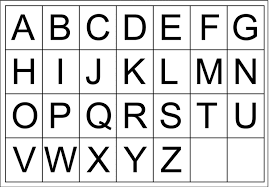 A B C D E F G
H I J K L M N
O P Q R S T U
V W X Y Z